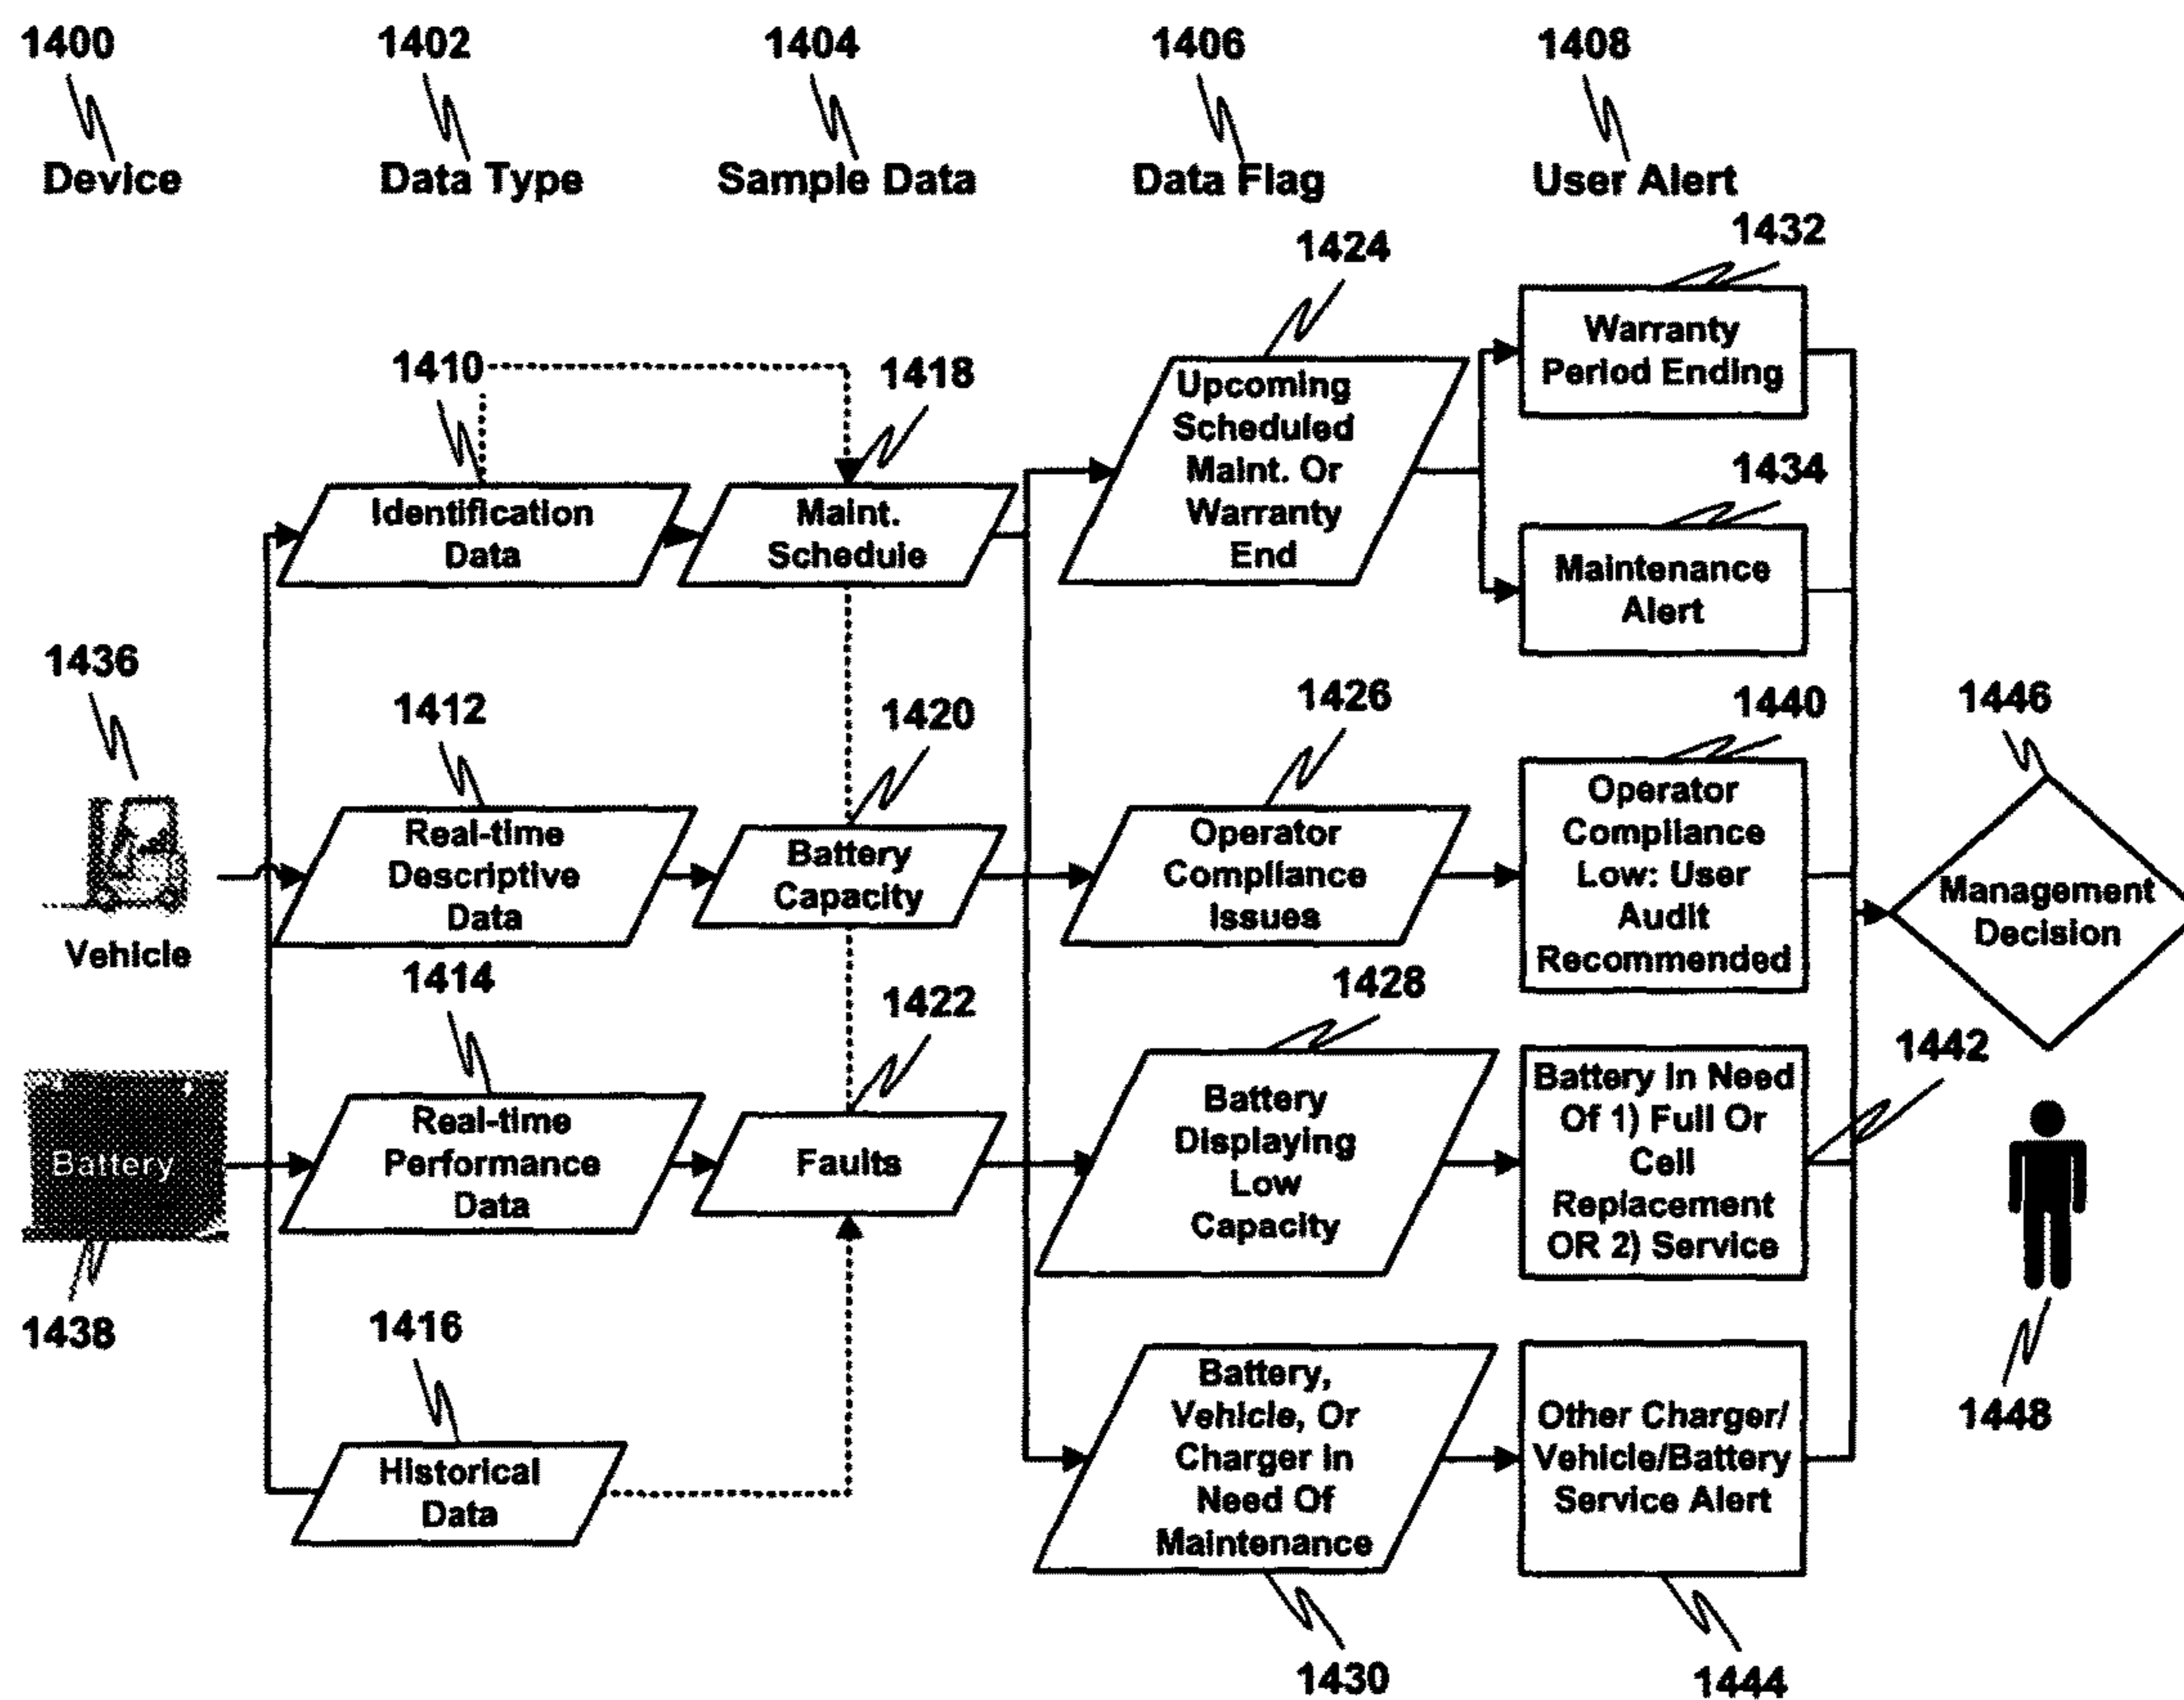 1400
1402
1404
1406
1408
Device
Data Type
Sample Data
Data Flag
User Alert
1410
Identification
Data
1418
Maint.
Schedule
1424
Upcoming
Scheduled
Maint. Or
Warranty
End
1432
Warranty
Period Ending
1434
Maintenance
Alert
1436
Vehicle
1412
Real-time
Descriptive
Data
1420
Battery
Capacity
1426
Operator
Compliance
Issues
1440
Operator
Compliance
Low: User
Audit
Recommended
1446
Management
Decision
Battery
1438
1414
Real-time
Performance
Data
1422
Faults
1428
Battery
Displaying
Low
Capacity
1442
Battery In Need
Of 1) Full Or
Cell
Replacement
OR 2) Service
1448
1416
Historical
Data
Battery,
Vehicle, Or
Charger in
Need Of
Maintenance
1430
Other Charger/
Vehicle/Battery
Service Alert
1444